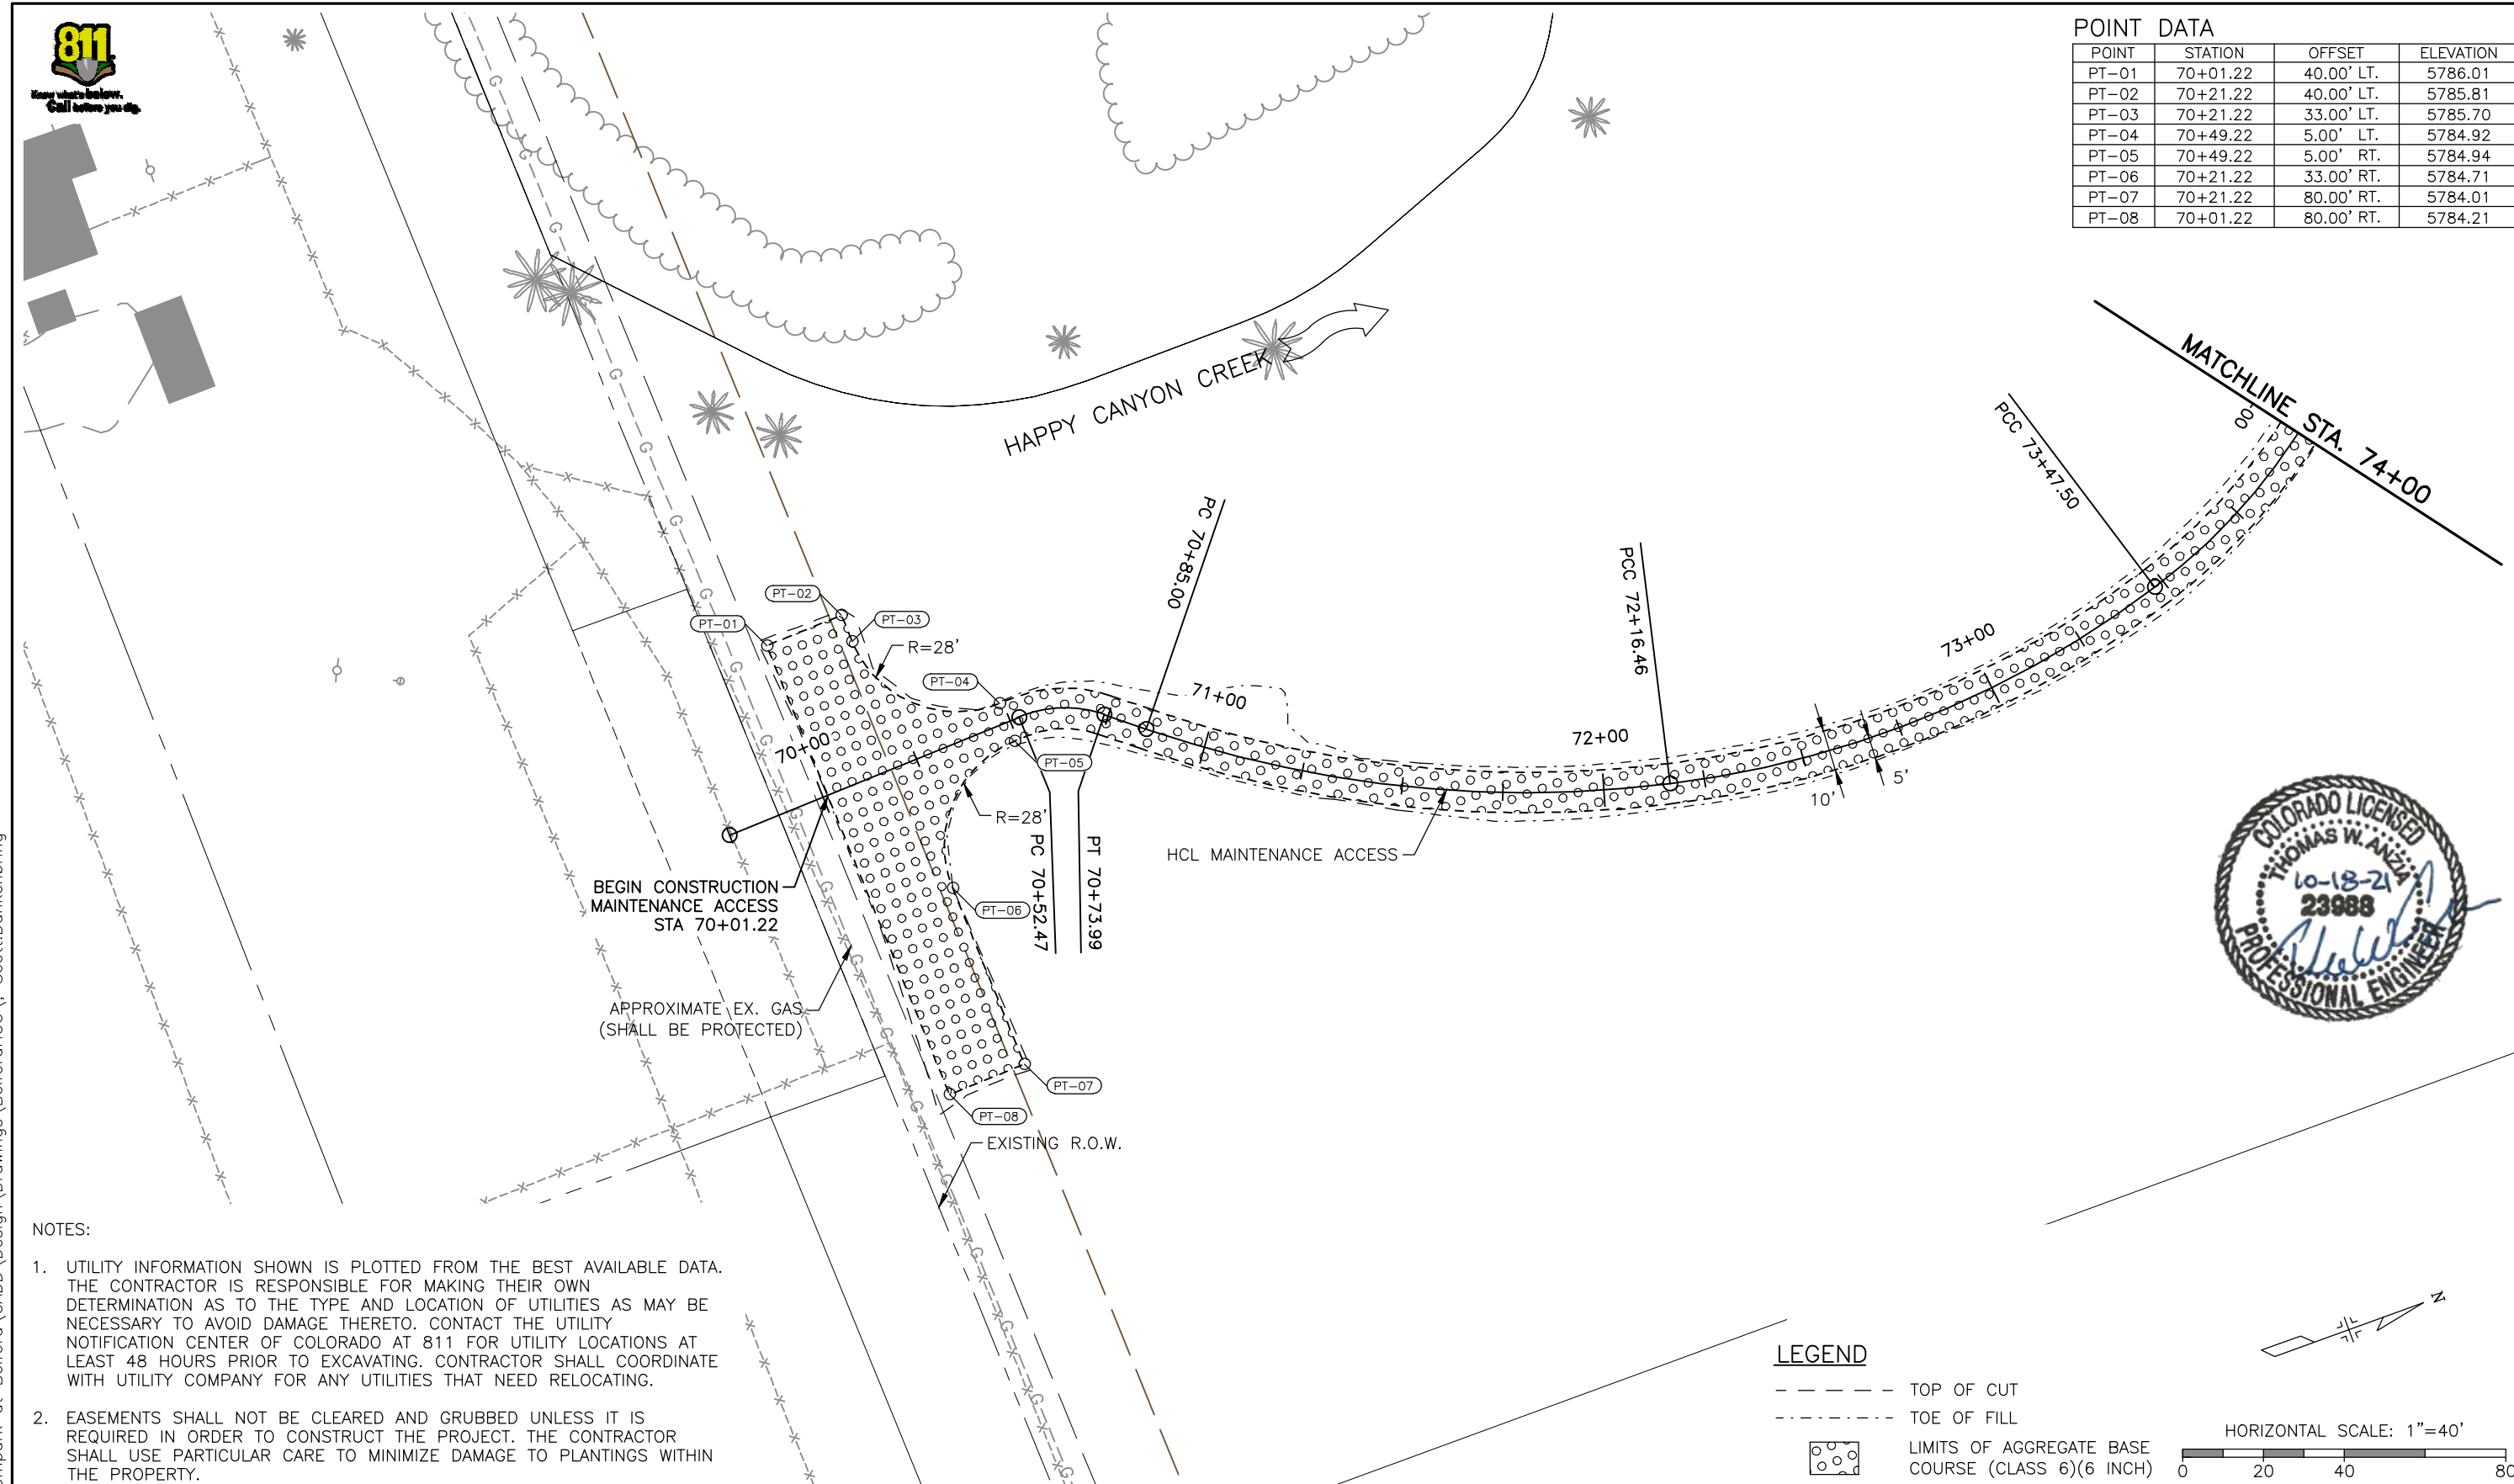 811
Know what's below.
Call before you dig.
POINT DATA
POINT STATION OFFSET ELEVATION
PT-01 70+01.22 40.00' LT. 5786.01
PT-02 70+21.22 40.00' LT. 5785.81
PT-03 70+21.22 33.00' LT. 5785.70
PT-04 70+49.22 5.00' LT. 5784.92
PT-05 70+49.22 5.00' RT. 5784.94
PT-06 70+21.22 33.00' RT. 5784.71
PT-07 70+21.22 80.00' RT. 5784.01
PT-08 70+01.22 80.00' RT. 5784.21
HAPPY CANYON CREEK
MATCHLINE STA. 74+00
00
PCC 73+47.50
PC 70+85.00
PCC 72+16.46
PT-02
PT-01
PT-03
R=28'
PT-04
71+00
72+00
73+00
70+00
PT-05
10'
5'
R=28'
PC 70+52.47
PT 70+73.99
HCL MAINTENANCE ACCESS
BEGIN CONSTRUCTION
MAINTENANCE ACCESS
STA 70+01.22
PT-06
APPROXIMATE EX. GAS
(SHALL BE PROTECTED)
PT-07
PT-08
EXISTING R.O.W.
G G G G G G G G G G G G G G G G G G G G G G G
COLORADO LICENSED
THOMAS W. ANZIA
10-18-21
23988
PROFESSIONAL ENGINEER
NOTES:
1. UTILITY INFORMATION SHOWN IS PLOTTED FROM THE BEST AVAILABLE DATA.
THE CONTRACTOR IS RESPONSIBLE FOR MAKING THEIR OWN
DETERMINATION AS TO THE TYPE AND LOCATION OF UTILITIES AS MAY BE
NECESSARY TO AVOID DAMAGE THERETO. CONTACT THE UTILITY
NOTIFICATION CENTER OF COLORADO AT 811 FOR UTILITY LOCATIONS AT
LEAST 48 HOURS PRIOR TO EXCAVATING. CONTRACTOR SHALL COORDINATE
WITH UTILITY COMPANY FOR ANY UTILITIES THAT NEED RELOCATING.
2. EASEMENTS SHALL NOT BE CLEARED AND GRUBBED UNLESS IT IS
REQUIRED IN ORDER TO CONSTRUCT THE PROJECT. THE CONTRACTOR
SHALL USE PARTICULAR CARE TO MINIMIZE DAMAGE TO PLANTINGS WITHIN
THE PROPERTY.
N
LEGEND
TOP OF CUT
TOE OF FILL
LIMITS OF AGGREGATE BASE
COURSE (CLASS 6)(6 INCH)
HORIZONTAL SCALE: 1"=40'
0 20 40 80